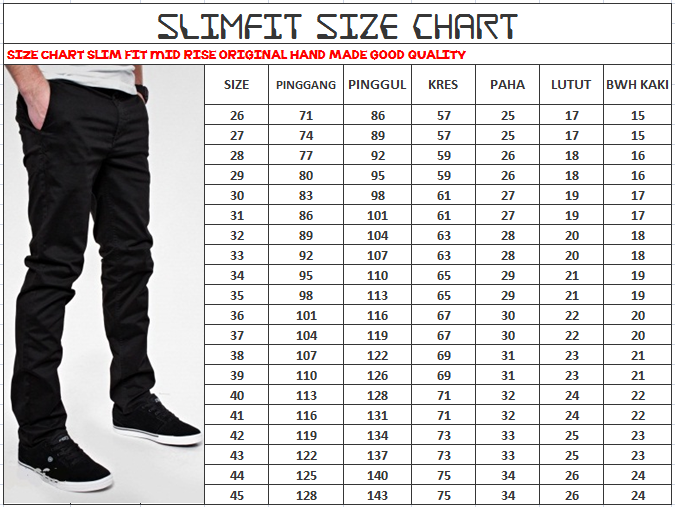 SLIMFIT SIZE CHART
SIZE CHART SLIM FIT MID RISE ORIGINAL HAND MADE GOOD QUALITY
SIZE PINGGANG PINGGUL KRES PAHA LUTUT BWH KAKI
26 71 86 57 25 17 15
27 74 89 57 25 17 15
28 77 92 59 26 18 16
29 80 95 59 26 18 16
30 83 98 61 27 19 17
31 86 101 61 27 19 17
32 89 104 63 28 20 18
33 92 107 63 28 20 18
34 95 110 65 29 21 19
35 98 113 65 29 21 19
36 101 116 67 30 22 20
37 104 119 67 30 22 20
38 107 122 69 31 23 21
39 110 126 69 31 23 21
40 113 128 71 32 24 22
41 116 131 71 32 24 22
42 119 134 73 33 25 23
43 122 137 73 33 25 23
44 125 140 75 34 26 24
45 128 143 75 34 26 24